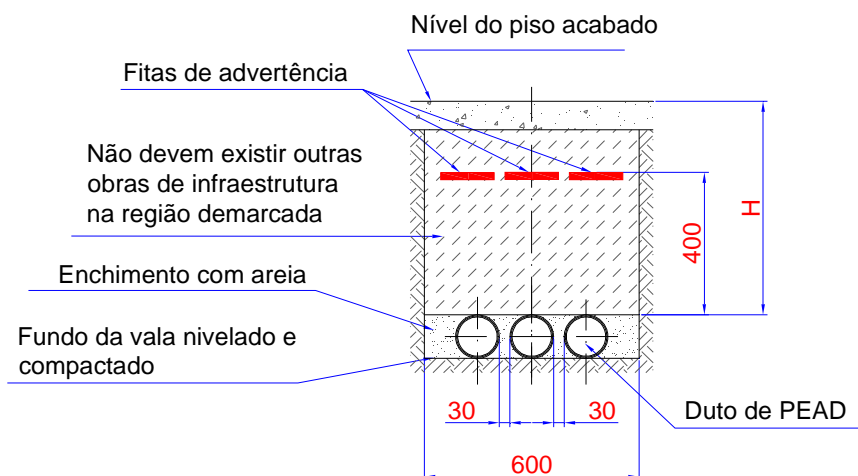 Nível do piso acabado
Fitas de advertência
Não devem existir outras
obras de infraestrutura
na região demarcada
H
400
Enchimento com areia
Fundo da vala nivelado e
compactado
30
30
Duto de PEAD
600